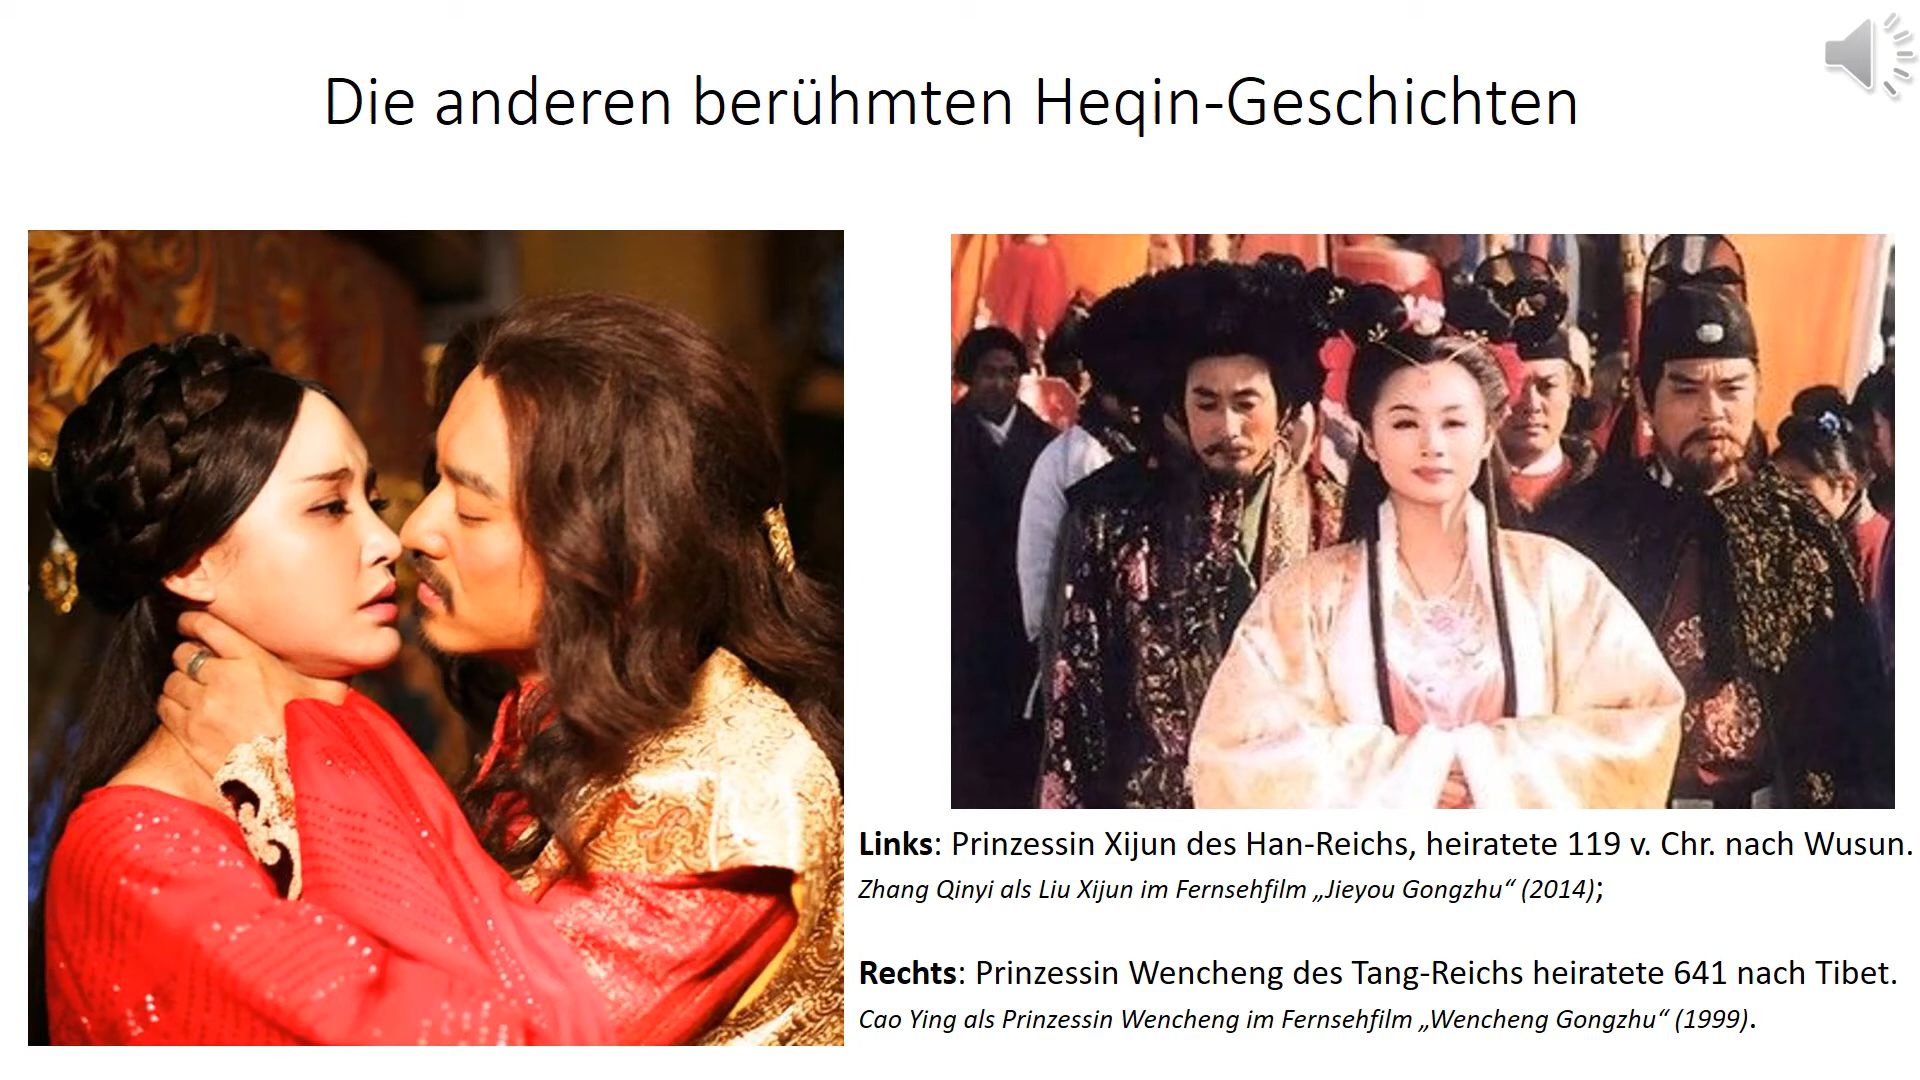 Die anderen berühmten Heqin-Geschichten
Links: Prinzessin Xijun des Han-Reichs, heiratete 119 v. Chr. nach Wusun.
Zhang Qinyi als Liu Xijun im Fernsehfilm „Jieyou Gongzhu“ (2014);
Rechts: Prinzessin Wencheng des Tang-Reichs heiratete 641 nach Tibet.
Cao Ying als Prinzessin Wencheng im Fernsehfilm „Wencheng Gongzhu“ (1999).